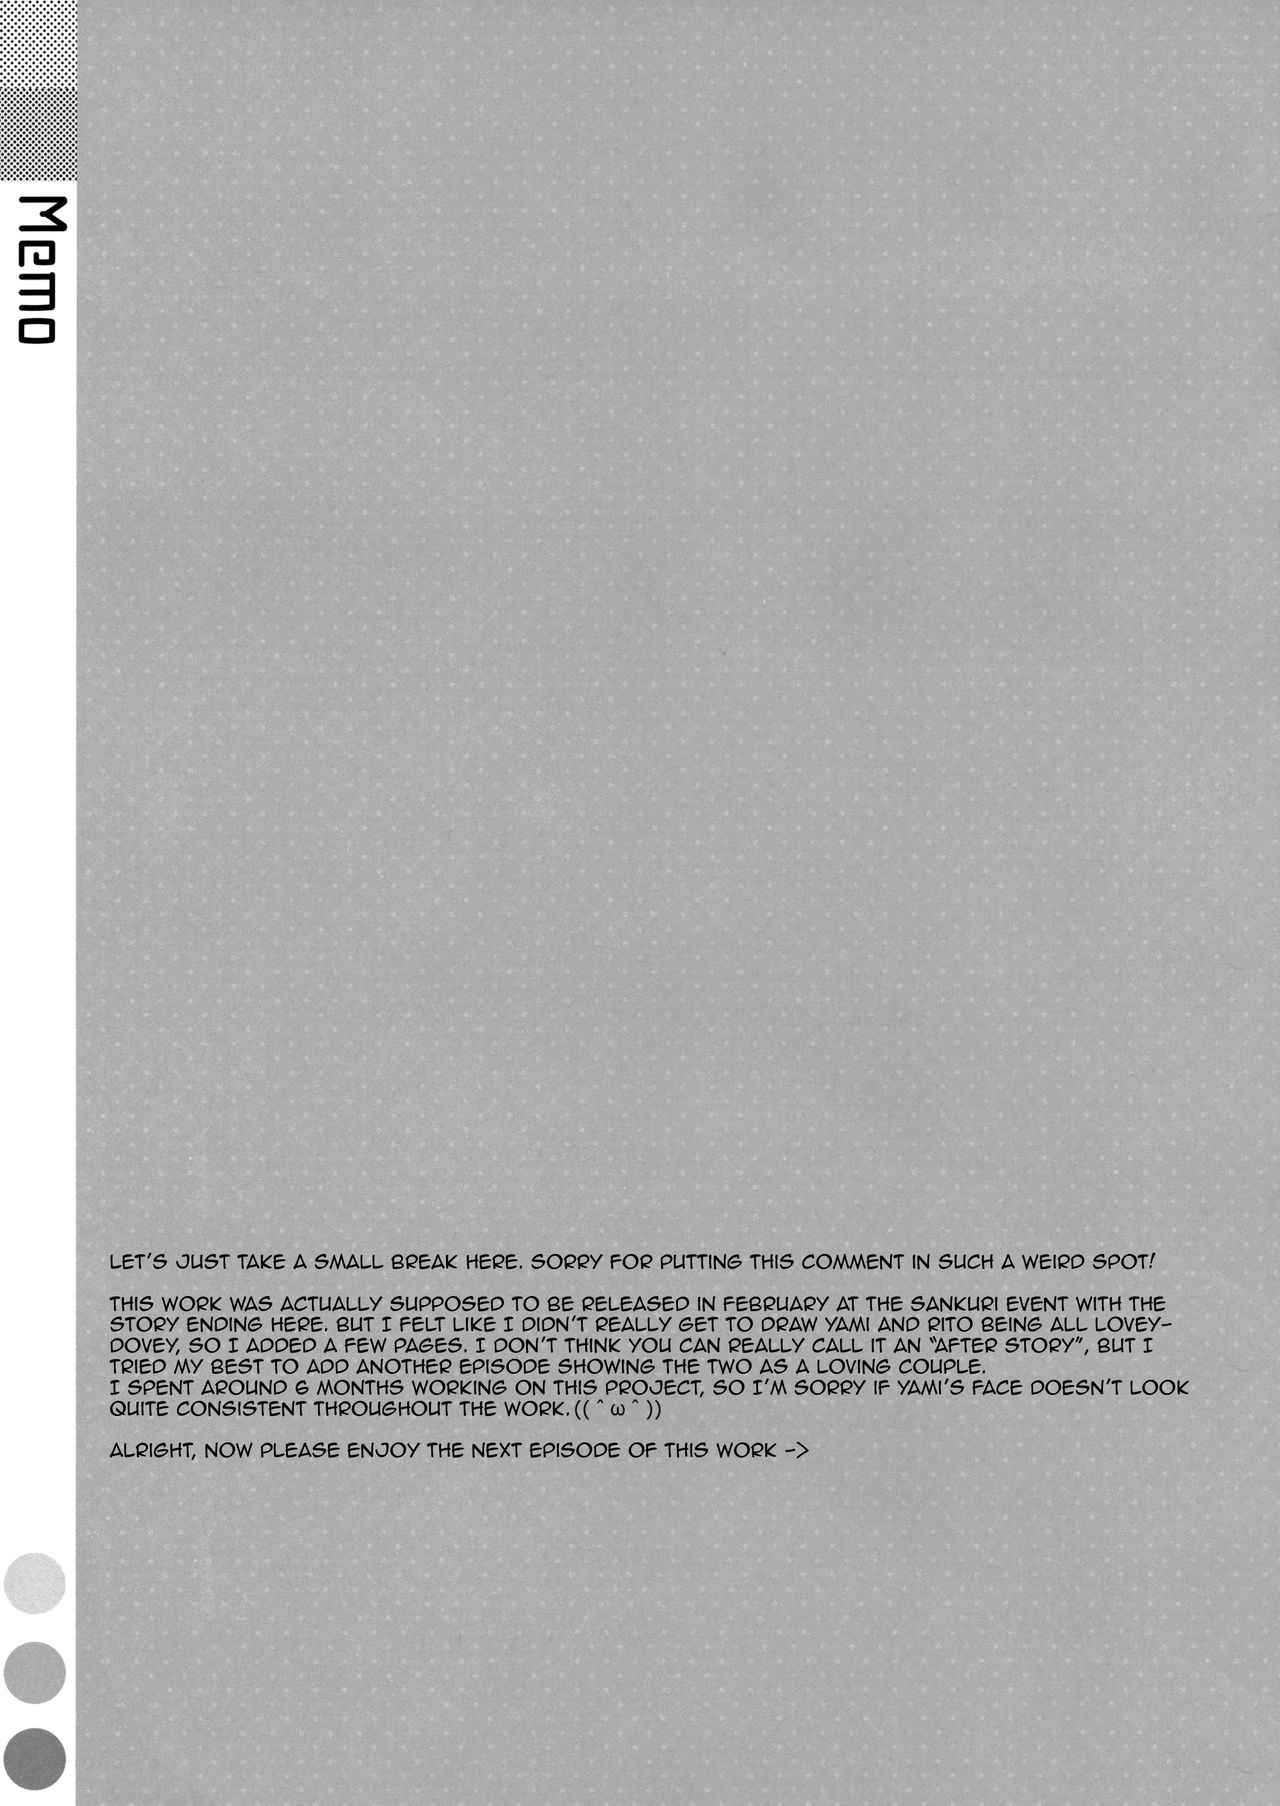 Memo
LET'S JUST TAKE A SMALL BREAK HERE. SORRY FOR PUTTING THIS COMMENT IN SUCH A WEIRD SPOT!
THIS WORK WAS ACTUALLY SUPPOSED TO BE RELEASED IN FEBRUARY AT THE SANKURI EVENT WITH THE
STORY ENDING HERE. BUT I FELT LIKE I DIDN'T REALLY GET TO DRAW YAMI AND RITO BEING ALL LOVEY-
DOVEY, SO I ADDED A FEW PAGES. I DON'T THINK YOU CAN REALLY CALL IT AN "AFTER STORY", BUT I
TRIED MY BEST TO ADD ANOTHER EPISODE SHOWING THE TWO AS A LOVING COUPLE.
I SPENT AROUND 6 MONTHS WORKING ON THIS PROJECT, SO I'M SORRY IF YAMI'S FACE DOESN'T LOOK
QUITE CONSISTENT THROUGHOUT THE WORK.((＾ω＾))
ALRIGHT, NOW PLEASE ENJOY THE NEXT EPISODE OF THIS WORK ->